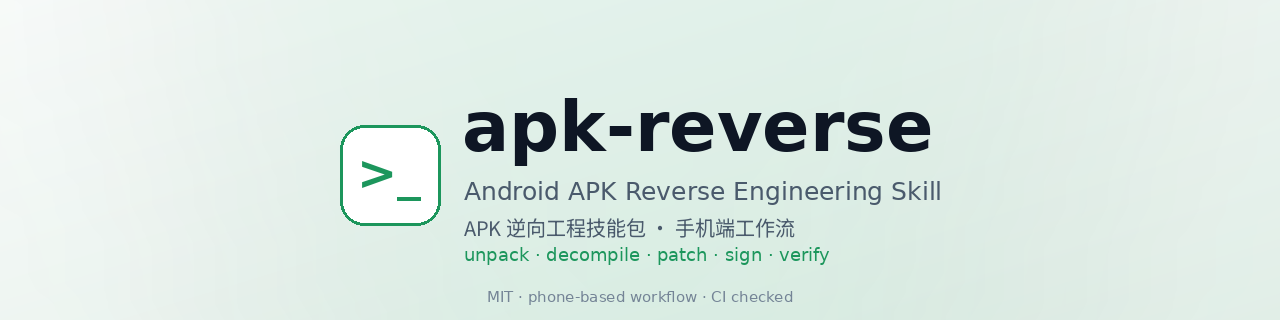 >_
apk-reverse
Android APK Reverse Engineering Skill
APK 逆向工程技能包 · 手机端工作流
unpack · decompile · patch · sign · verify
MIT · phone-based workflow · CI checked